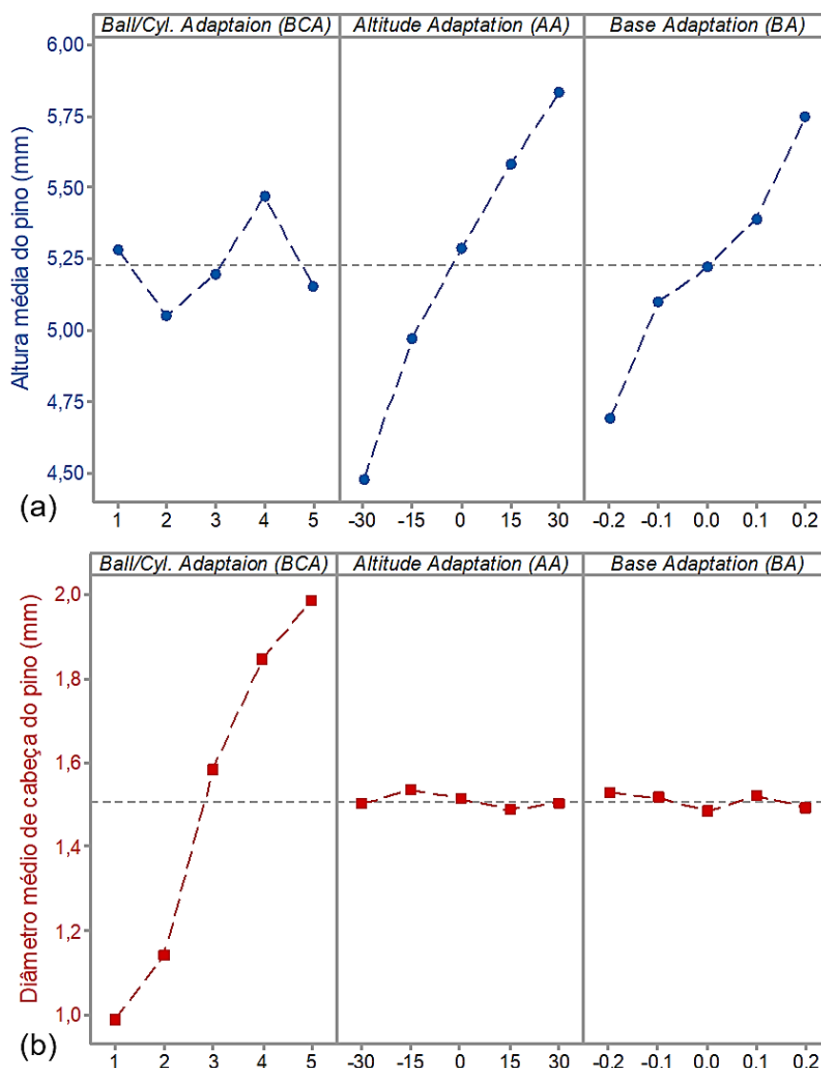 Ball/Cyl. Adaptaion (BCA) Altitude Adaptation (AA) Base Adaptation (BA)
6,00
5,75
5,50
5,25
5,00
4,75
4,50
Altura média do pino (mm)
(a)
1 2 3 4 5 -30 -15 0 15 30 -0.2 -0.1 0.0 0.1 0.2
Ball/Cyl. Adaptaion (BCA) Altitude Adaptation (AA) Base Adaptation (BA)
2,0
1,8
1,6
1,4
1,2
1,0
Diâmetro médio de cabeça do pino (mm)
(b)
1 2 3 4 5 -30 -15 0 15 30 -0.2 -0.1 0.0 0.1 0.2